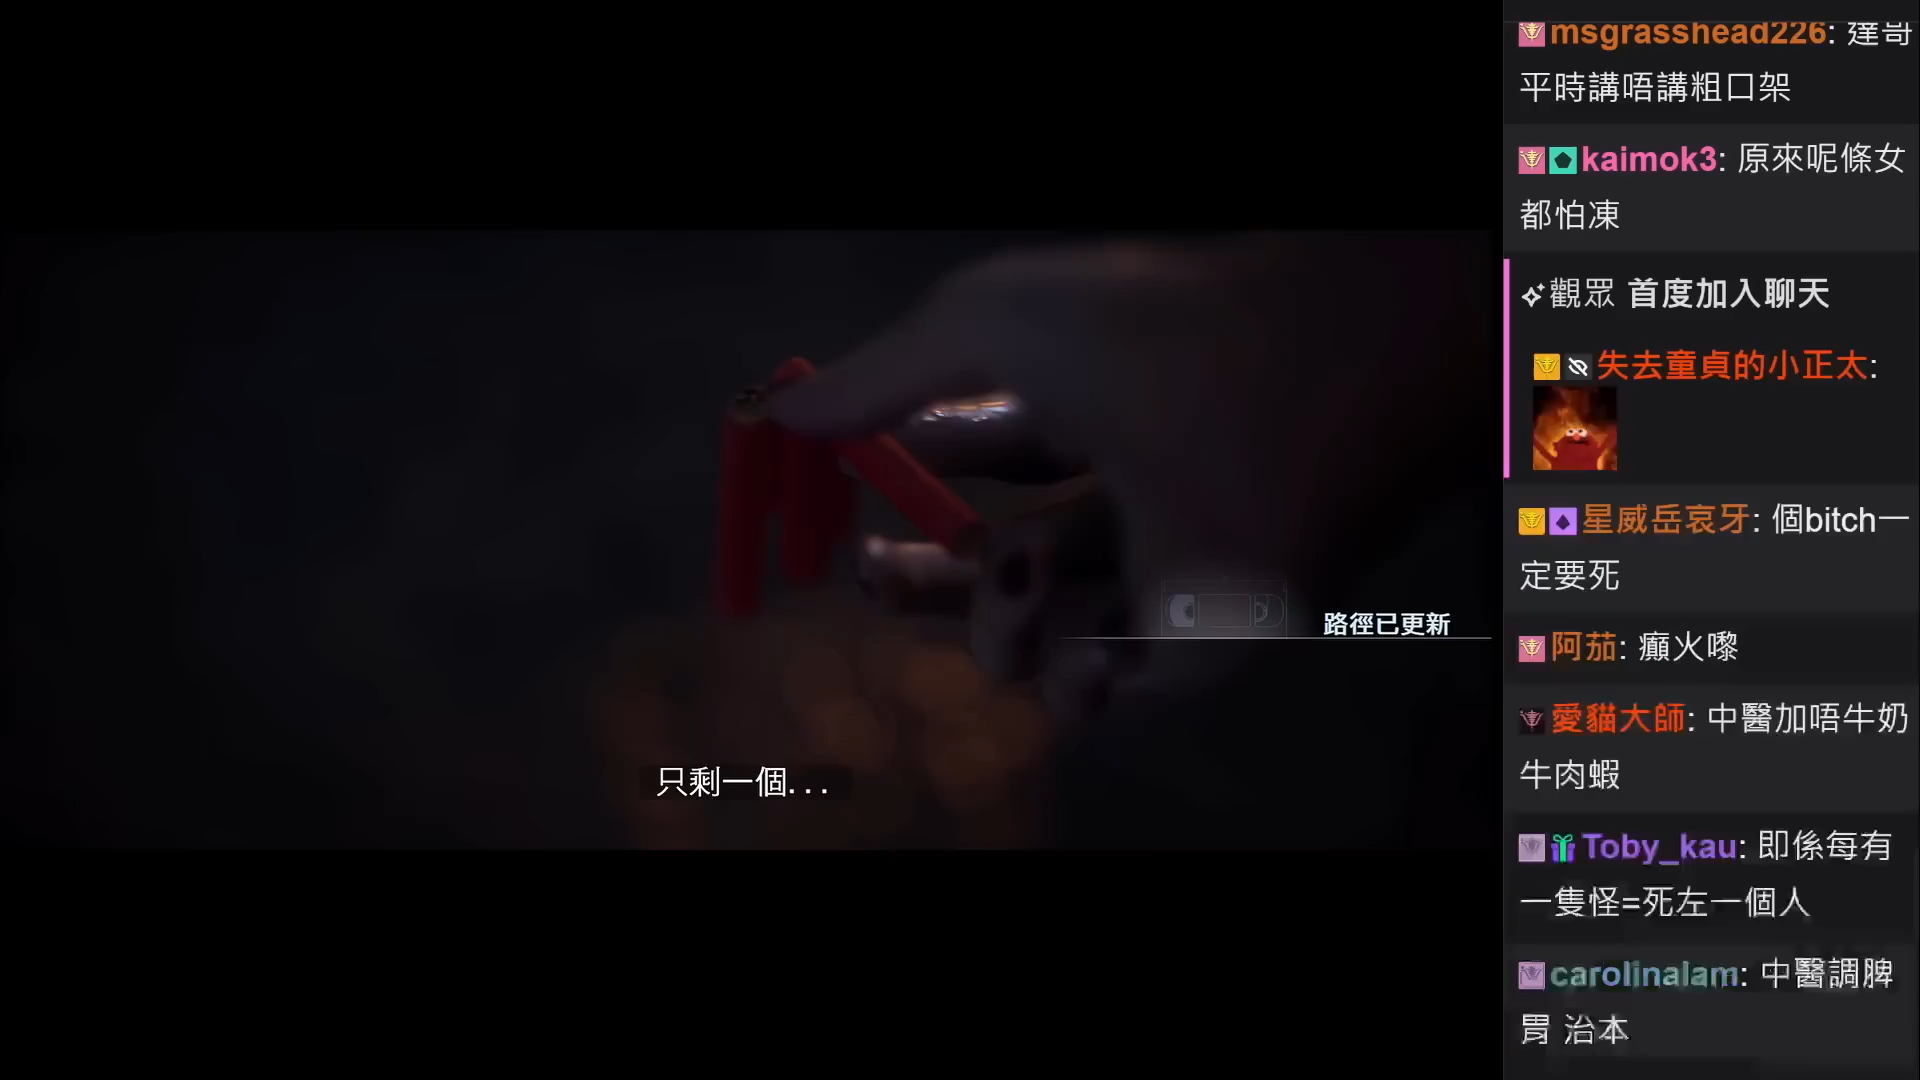 路徑已更新
只剩一個...
msgrasshead226: 達哥
平時講唔講粗口架
kaimok3: 原來呢條女
都怕凍
觀眾 首度加入聊天
失去童貞的小正太:
星威岳哀牙: 個bitch一
定要死
阿茄: 癲火嚟
愛貓大師: 中醫加唔牛奶
牛肉蝦
Toby_kau: 即係每有
一隻怪=死左一個人
carolinalam: 中醫調脾
胃 治本